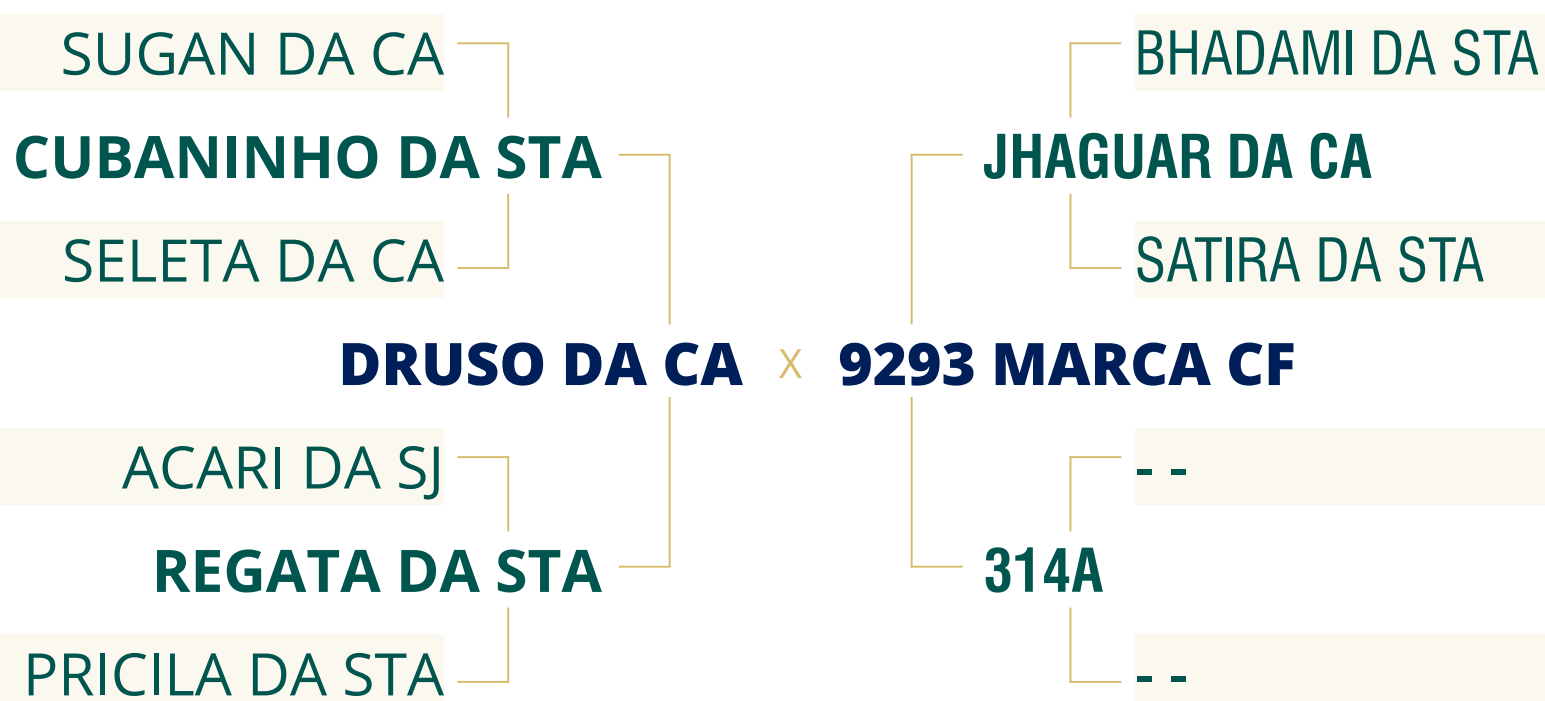 SUGAN DA CA
BHADAMI DA STA
CUBANINHO DA STA
JHAGUAR DA CA
SELETA DA CA
SATIRA DA STA
DRUSO DA CA X 9293 MARCA CF
ACARI DA SJ
- -
REGATA DA STA
314A
PRICILA DA STA
- -